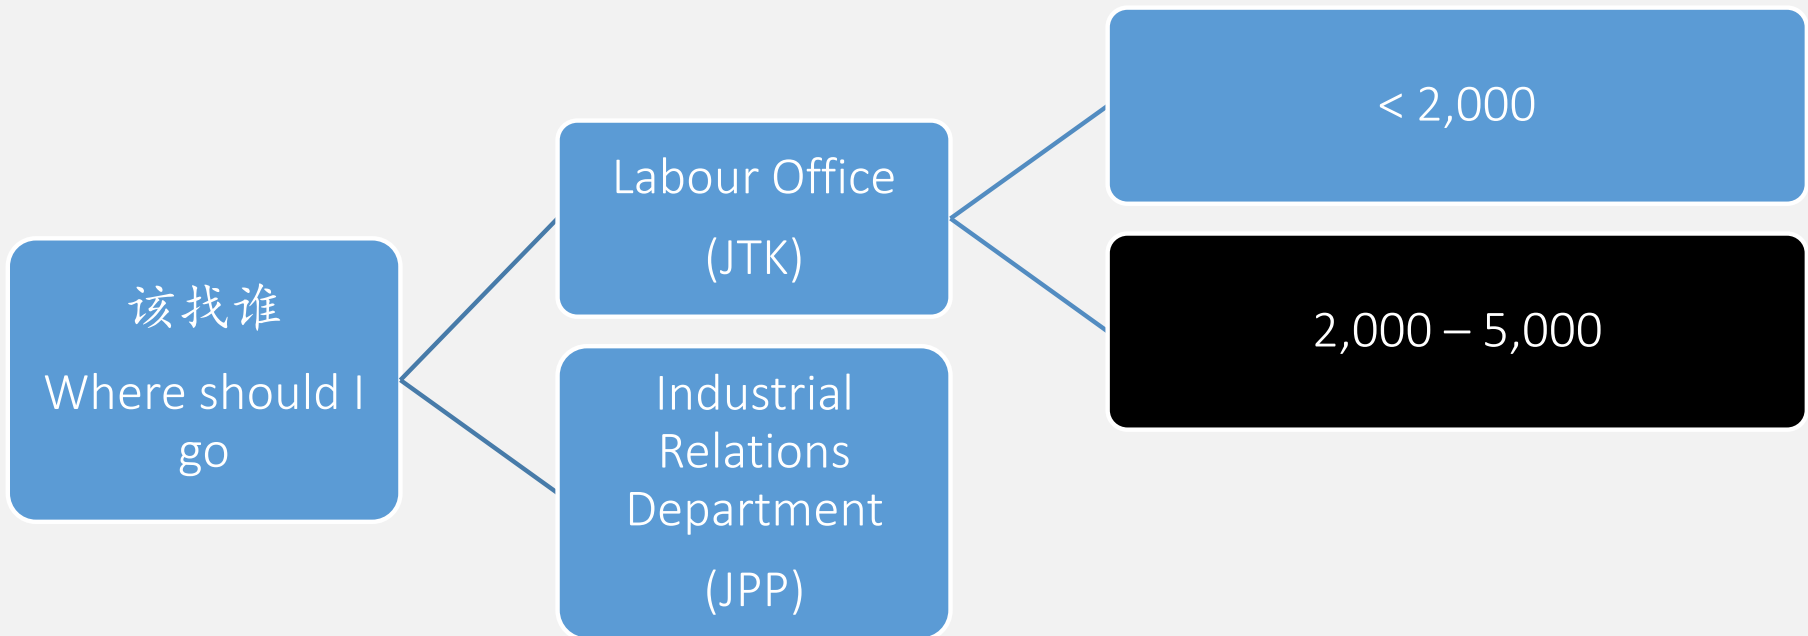 该找谁
Where should I
go
Labour Office
(JTK)
Industrial
Relations
Department
(JPP)
< 2,000
2,000 – 5,000